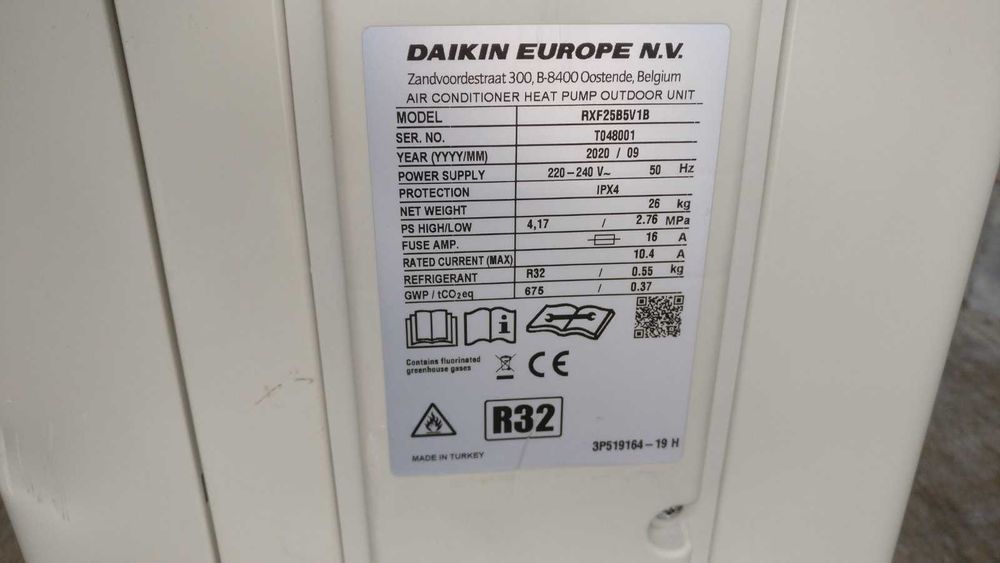 DAIKIN EUROPE N.V.
Zandvoordestraat 300, B-8400 Oostende, Belgium
AIR CONDITIONER HEAT PUMP OUTDOOR UNIT
MODEL RXF25B5V1B
SER. NO. T048001
YEAR (YYYY/MM) 2020 / 09
POWER SUPPLY 220-240 V~ 50 Hz
PROTECTION IPX4
NET WEIGHT 26 kg
PS HIGH/LOW 4,17 / 2.76 MPa
FUSE AMP. 16 A
RATED CURRENT (MAX) 10.4 A
REFRIGERANT R32 / 0.55 kg
GWP / tCO₂eq 675 / 0.37
Contains fluorinated
greenhouse gases
CE
R32
3P519164-19 H
MADE IN TURKEY